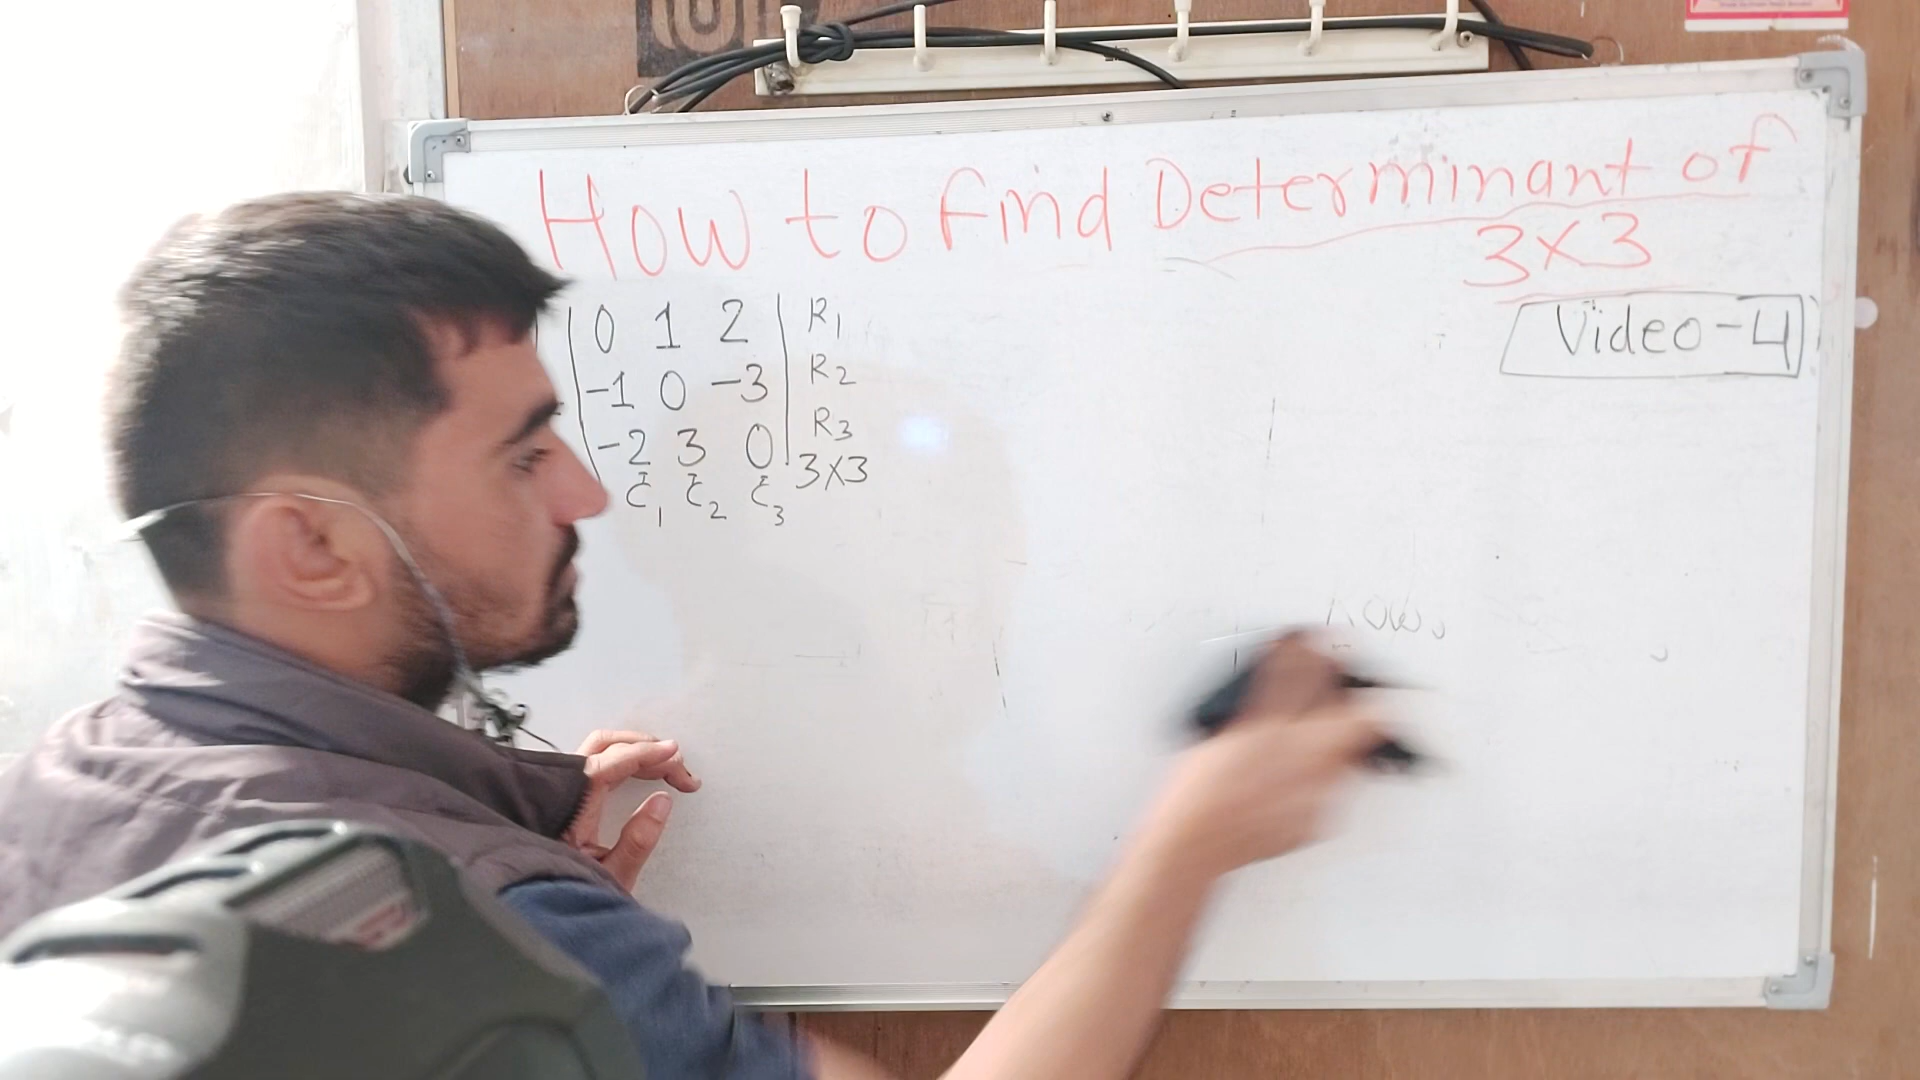 How to Find Determinant of
3×3
Video-4
0 1 2 R1
-1 0 -3 R2
-2 3 0 R3
3×3
C1 C2 C3